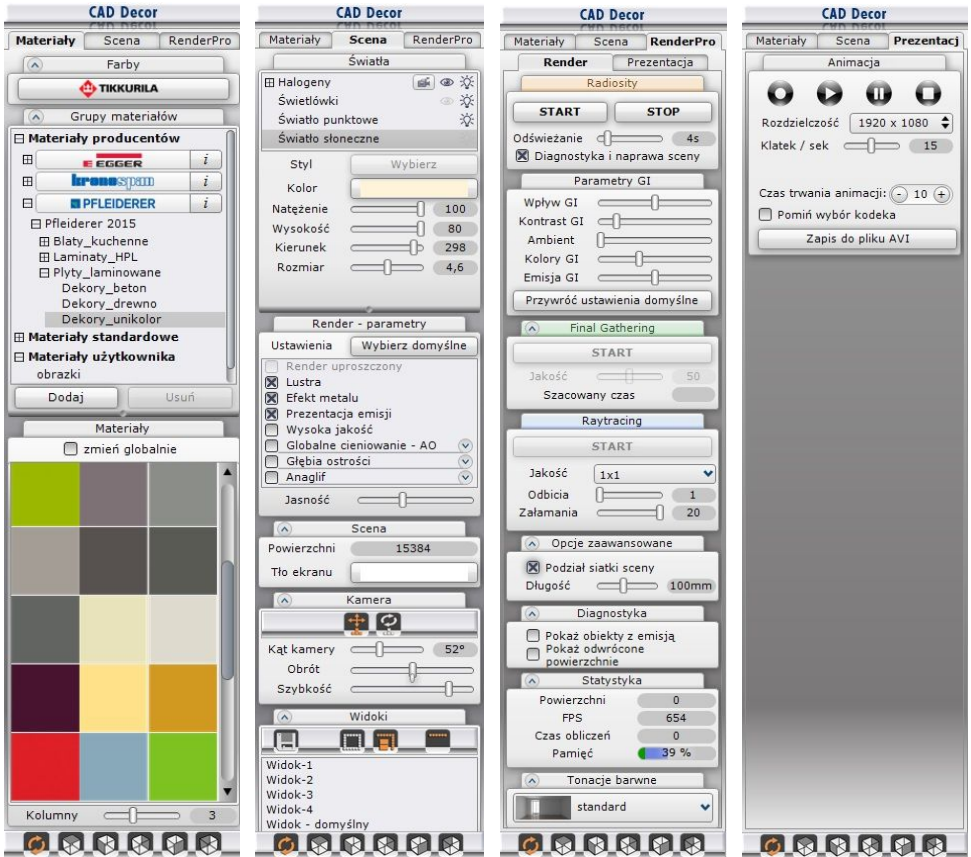 CAD Decor
Materiały Scena RenderPro
Farby
TIKKURILA
Grupy materiałów
Materiały producentów
EGGER i
kronospan i
PFLEIDERER i
Pfleiderer 2015
Blaty_kuchenne
Laminaty_HPL
Plyty_laminowane
Dekory_beton
Dekory_drewno
Dekory_unikolor
Materiały standardowe
Materiały użytkownika
obrazki
Dodaj Usuń
Materiały
zmień globalnie
Kolumny 3
CAD Decor
Materiały Scena RenderPro
Światła
Halogeny
Świetlówki
Światło punktowe
Światło słoneczne
Styl Wybierz
Kolor
Natężenie 100
Wysokość 80
Kierunek 298
Rozmiar 4,6
Render - parametry
Ustawienia Wybierz domyślne
Render uproszczony
Lustra
Efekt metalu
Prezentacja emisji
Wysoka jakość
Globalne cieniowanie - AO
Głębia ostrości
Anaglif
Jasność
Scena
Powierzchni 15384
Tło ekranu
Kamera
Kąt kamery 52°
Obrót
Szybkość
Widoki
Widok-1
Widok-2
Widok-3
Widok-4
Widok - domyślny
CAD Decor
Materiały Scena RenderPro
Render Prezentacja
Radiosity
START STOP
Odświeżanie 4s
Diagnostyka i naprawa sceny
Parametry GI
Wpływ GI
Kontrast GI
Ambient
Kolory GI
Emisja GI
Przywróć ustawienia domyślne
Final Gathering
START
Jakość 50
Szacowany czas
Raytracing
START
Jakość 1x1
Odbicia 1
Załamania 20
Opcje zaawansowane
Podział siatki sceny
Długość 100mm
Diagnostyka
Pokaż obiekty z emisją
Pokaż odwrócone
powierzchnie
Statystyka
Powierzchni 0
FPS 654
Czas obliczeń 0
Pamięć 39 %
Tonacje barwne
standard
CAD Decor
Materiały Scena Prezentacj
Animacja
Rozdzielczość 1920 x 1080
Klatek / sek 15
Czas trwania animacji: - 10 +
Pomiń wybór kodeka
Zapis do pliku AVI